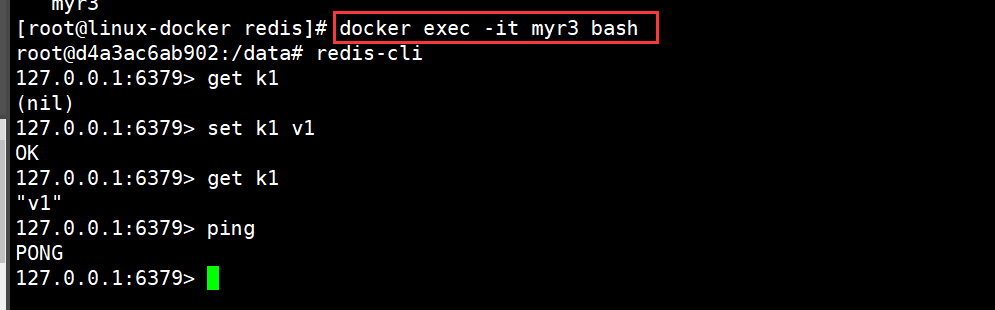 myr3
[root@linux-docker redis]# docker exec -it myr3 bash
root@d4a3ac6ab902:/data# redis-cli
127.0.0.1:6379> get k1
(nil)
127.0.0.1:6379> set k1 v1
OK
127.0.0.1:6379> get k1
"v1"
127.0.0.1:6379> ping
PONG
127.0.0.1:6379>